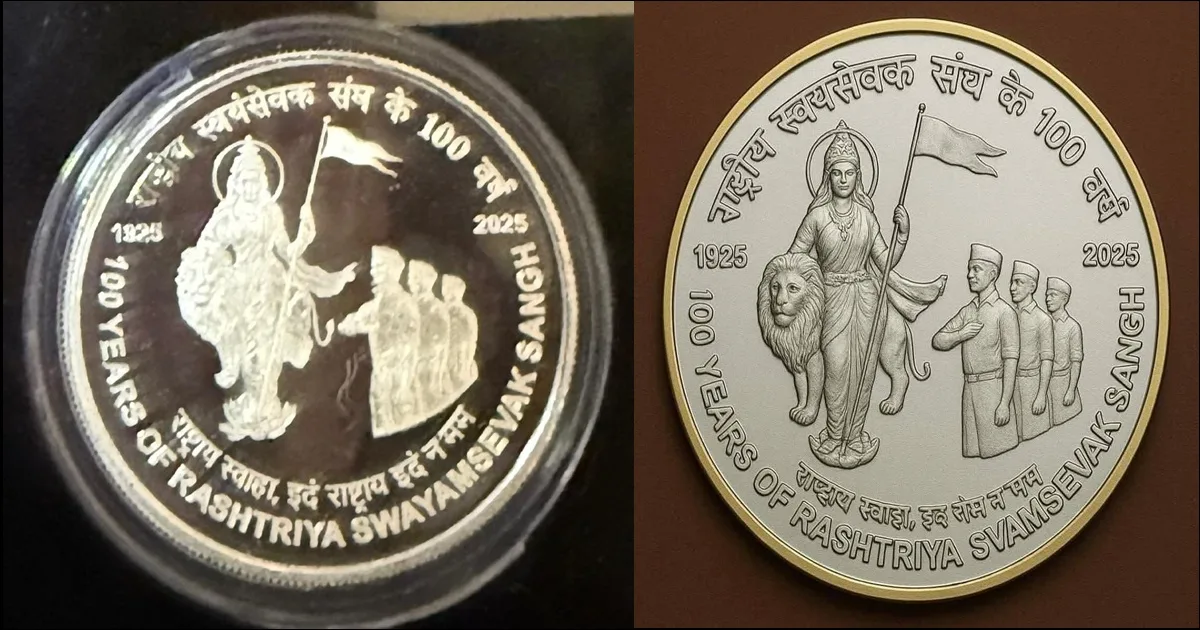 राष्ट्रीय स्वयंसेवक संघ के 100 वर्ष
1925
2025
राष्ट्राय स्वाहा, इदं राष्ट्राय इदं न मम
100 YEARS OF RASHTRIYA SWAYAMSEVAK SANGH
राष्ट्रीय स्वयसेवक संघ के 100 वर्ष
1925
2025
स्वाहा, इद न मम
100 YEARS OF RASHTRIYA SVAMSEVAK SANGH